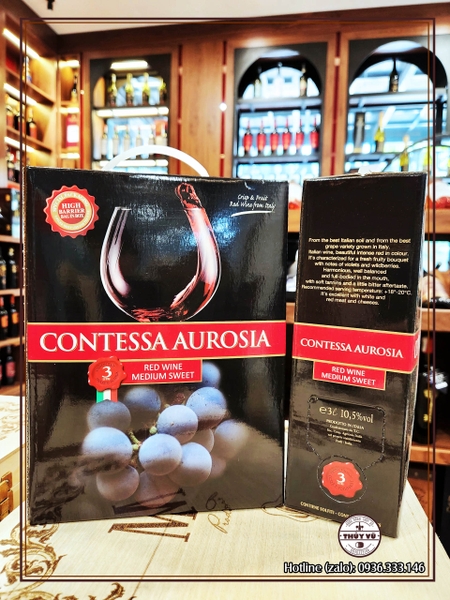 HIGH
BARRIER
BAG IN BOX
Crisp & Fruit
Red Wine from Italy
CONTESSA AUROSIA
3
RED WINE
MEDIUM SWEET
From the best Italian soil and from the best
grape variety grown in Italy.
Italian wine, beautiful intense red in colour.
It's characterized for a fresh fruity bouquet
with notes of violets and wildberries.
Harmonious, well balanced
and full-bodied in the mouth,
with soft tannins and a little bitter aftertaste.
Recommended serving temperature: +18°-20°C.
It's excellent with white and
red meat and cheeses.
CONTESSA AUROSIA
RED WINE
MEDIUM SWEET
℮3ℓ 10,5%vol
PRODOTTO IN ITALIA
3
CONTIENE SOLFITI
THỦY VŨ
Hotline (zalo): 0936.333.146